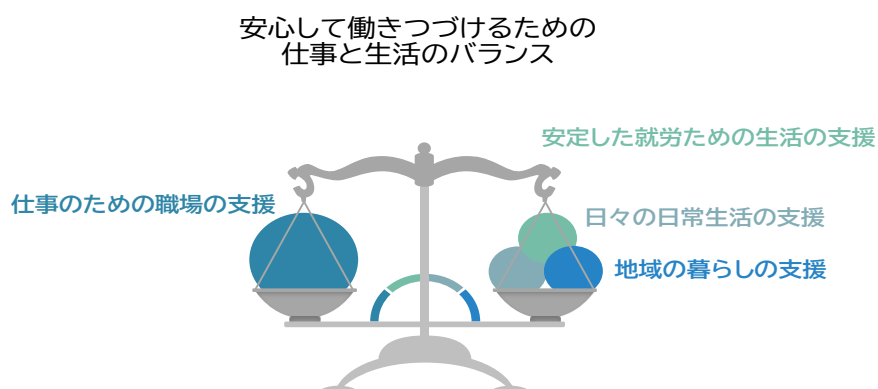 安心して働きつづけるための
仕事と生活のバランス
安定した就労ための生活の支援
仕事のための職場の支援
日々の日常生活の支援
地域の暮らしの支援